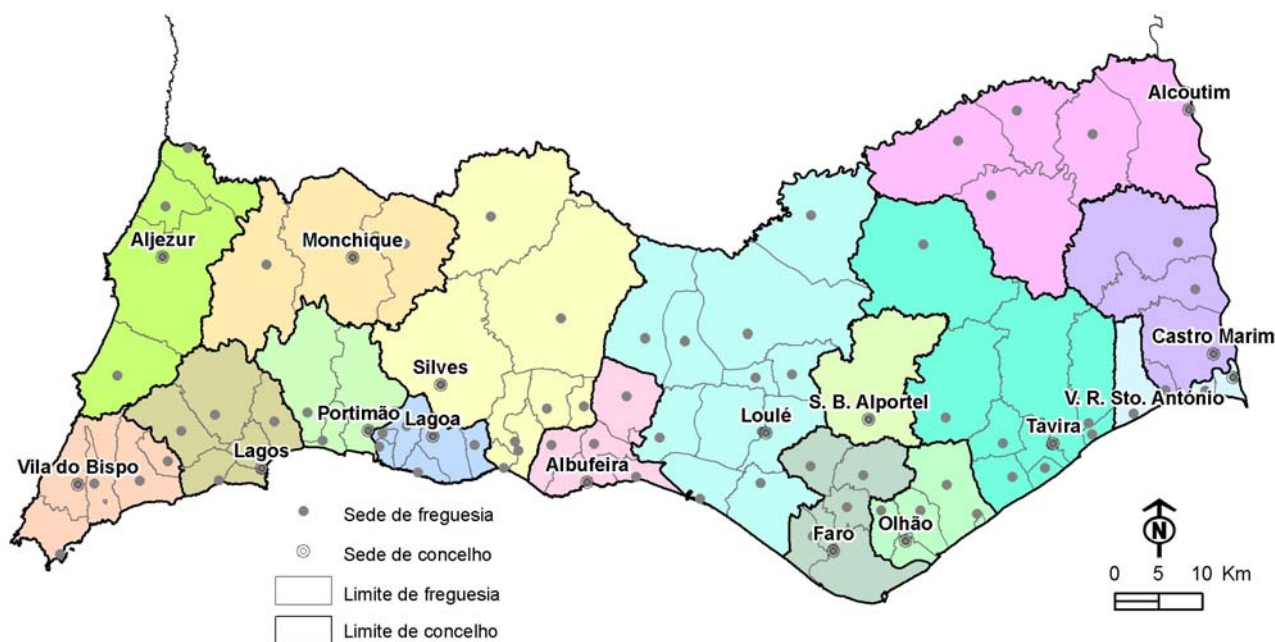 Alcoutim
Aljezur
Monchique
Castro Marim
Silves
V. R. Sto. António
S. B. Alportel
Portimão
Lagoa
Loulé
Tavira
Lagos
Vila do Bispo
Albufeira
Faro
Olhão
Sede de freguesia
Sede de concelho
Limite de freguesia
Limite de concelho
N
0 5 10 Km